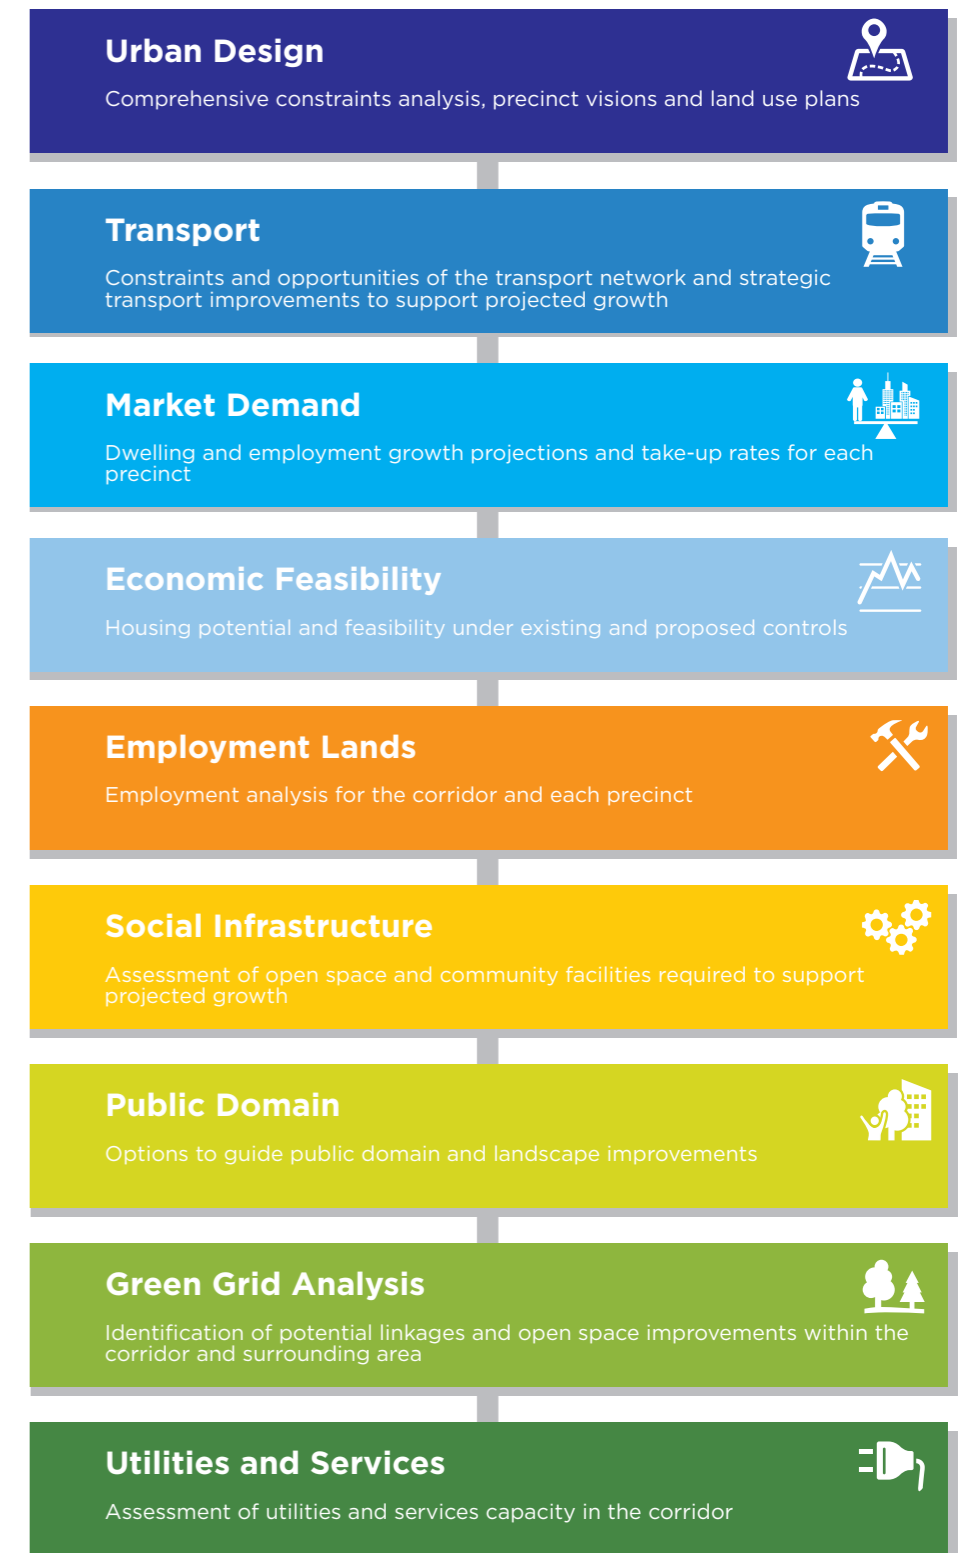 Urban Design
Comprehensive constraints analysis, precinct visions and land use plans
Transport
Constraints and opportunities of the transport network and strategic
transport improvements to support projected growth
Market Demand
Dwelling and employment growth projections and take-up rates for each
precinct
Economic Feasibility
Housing potential and feasibility under existing and proposed controls
Employment Lands
Employment analysis for the corridor and each precinct
Social Infrastructure
Assessment of open space and community facilities required to support
projected growth
Public Domain
Options to guide public domain and landscape improvements
Green Grid Analysis
Identification of potential linkages and open space improvements within the
corridor and surrounding area
Utilities and Services
Assessment of utilities and services capacity in the corridor